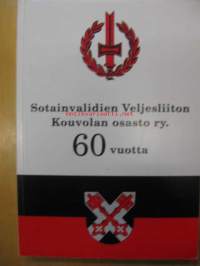 Sotainvalidien Veljesliiton
Kouvolan osasto ry.
60 vuotta